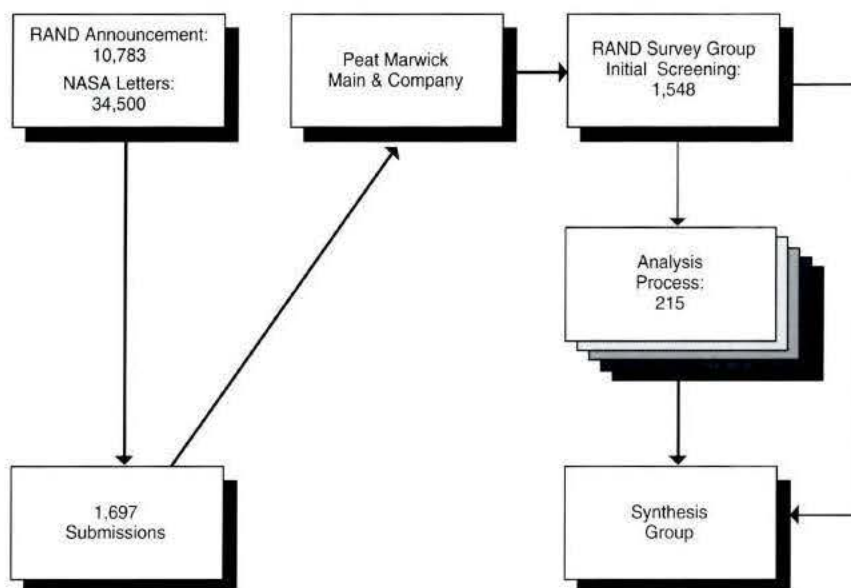 RAND Announcement:
10,783
NASA Letters:
34,500
Peat Marwick
Main & Company
RAND Survey Group
Initial Screening:
1,548
Analysis
Process:
215
1,697
Submissions
Synthesis
Group